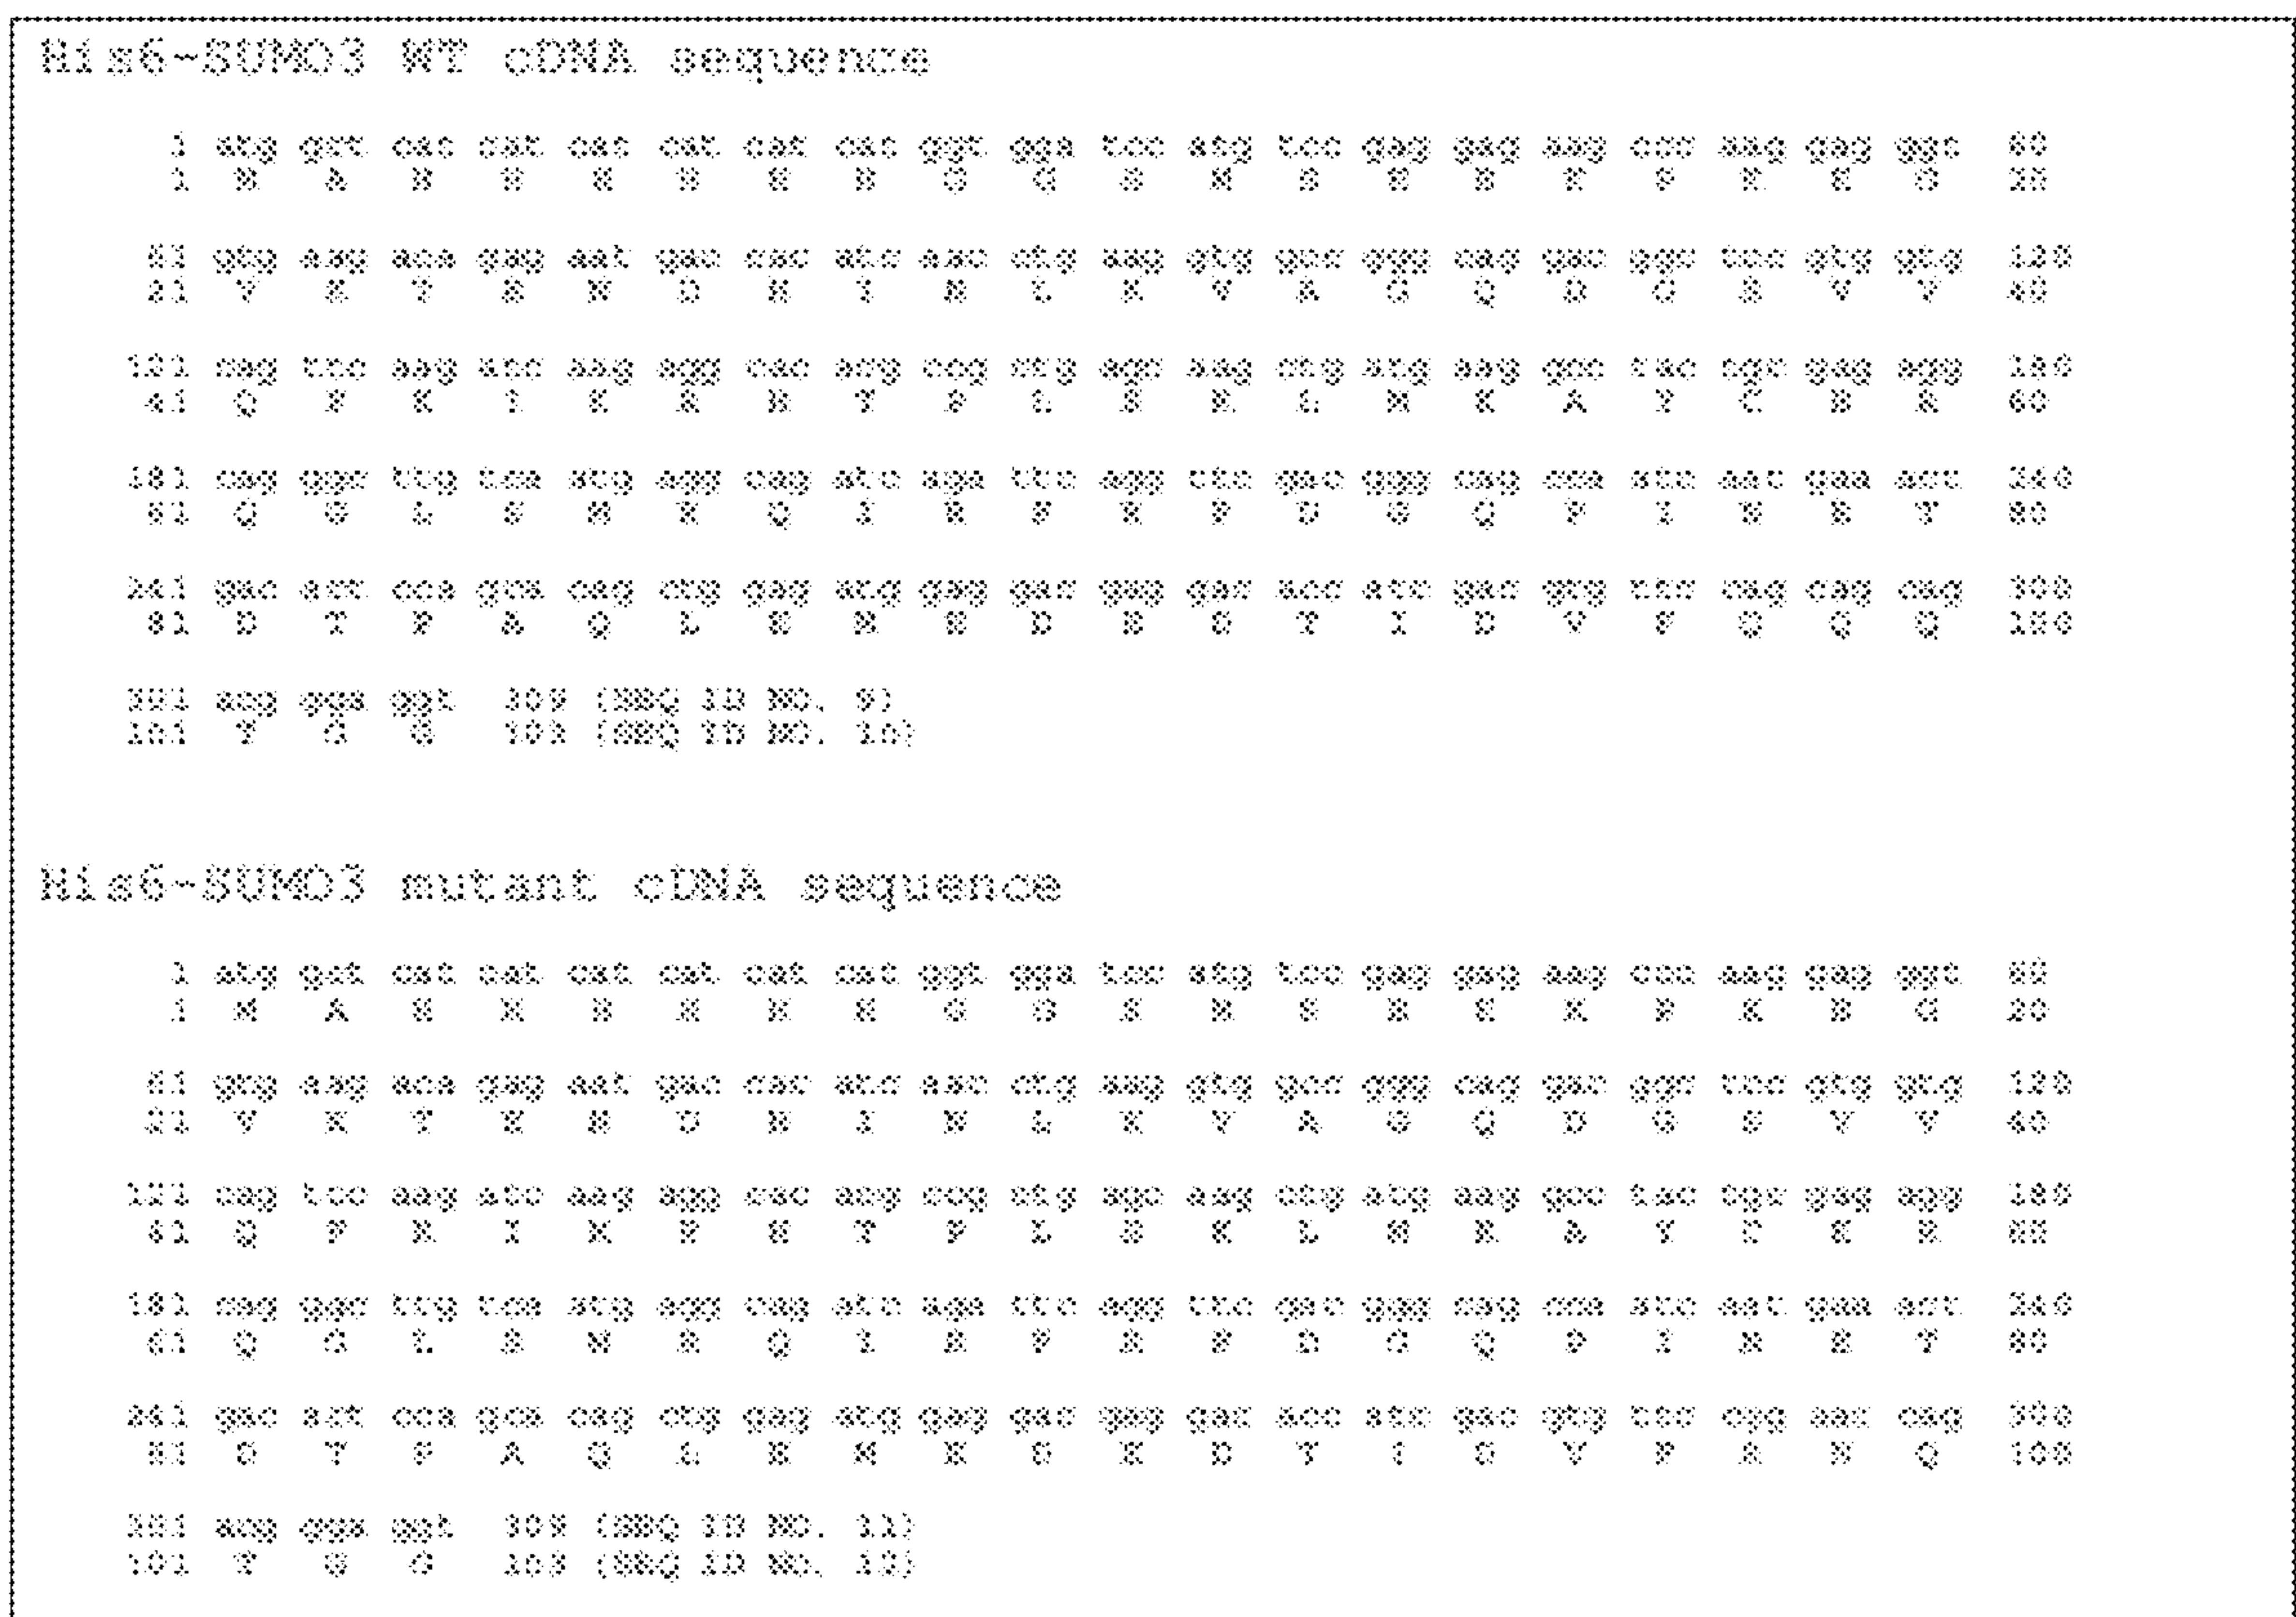 His6-SUMO3 WT cDNA sequence
1 atg gct cat cat cat cat cat cat ggt gga tcc atg tcc gag gag aag ccc aag gag ggt 60
1 M A H H H H H H G G S M S E E K P K E G 20
61 gtg aag aca gag aat gac cac atc aac ctg aag gtg gcc ggg cag gac ggc tcc gtg gtg 120
21 V K T E N D H I N L K V A G Q D G S V V 40
121 cag ttc aag atc aag agg cac acg ccg ctg agc aag ctg atg aag gcc tac tgc gag agg 180
41 Q F K I K R H T P L S K L M K A Y C E R 60
181 cag ggc ttg tca atg agg cag atc aga ttc agg ttc gac ggg cag cca atc aat gaa act 240
61 Q G L S M R Q I R F R F D G Q P I N E T 80
241 gac act cca gca cag ctg gag atg gag gac gag gac acc atc gac gtg ttc cag cag cag 300
81 D T P A Q L E M E D E D T I D V F Q Q Q 100
301 acg gga ggt 309 (SEQ ID NO. 9)
101 T G G 103 (SEQ ID NO. 10)
His6-SUMO3 mutant cDNA sequence
1 atg gct cat cat cat cat cat cat ggt gga tcc atg tcc gag gag aag ccc aag gag ggt 60
1 M A H H H H H H G G S M S E E K P K E G 20
61 gtg aag aca gag aat gac cac atc aac ctg aag gtg gcc ggg cag gac ggc tcc gtg gtg 120
21 V K T E N D H I N L K V A G Q D G S V V 40
121 cag ttc aag atc aag agg cac acg ccg ctg agc aag ctg atg aag gcc tac tgc gag agg 180
41 Q F K I K R H T P L S K L M K A Y C E R 60
181 cag ggc ttg tca atg agg cag atc aga ttc agg ttc gac ggg cag cca atc aat gaa act 240
61 Q G L S M R Q I R F R F D G Q P I N E T 80
241 gac act cca gca cag ctg gag atg gag gac gag gac acc atc gac gtg ttc cgg aac cag 300
81 D T P A Q L E M E D E D T I D V F R N Q 100
301 acg gga ggt 309 (SEQ ID NO. 11)
101 T G G 103 (SEQ ID NO. 12)